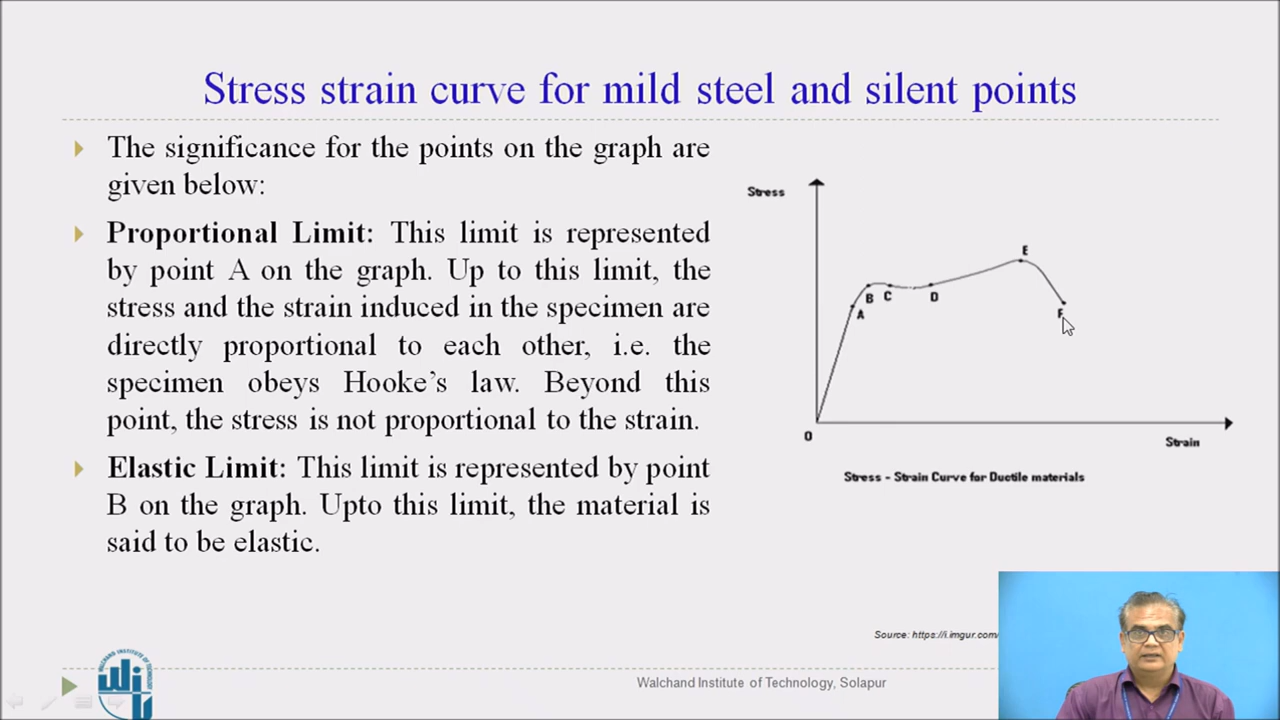 Stress strain curve for mild steel and silent points
The significance for the points on the graph are
given below:
Proportional Limit: This limit is represented
by point A on the graph. Up to this limit, the
stress and the strain induced in the specimen are
directly proportional to each other, i.e. the
specimen obeys Hooke’s law. Beyond this
point, the stress is not proportional to the strain.
Elastic Limit: This limit is represented by point
B on the graph. Upto this limit, the material is
said to be elastic.
Stress
E
B C D
A
F
O
Strain
Stress - Strain Curve for Ductile materials
Source: https://i.imgur.com/
WALCHAND INSTITUTE OF TECHNOLOGY
WIT
Walchand Institute of Technology, Solapur